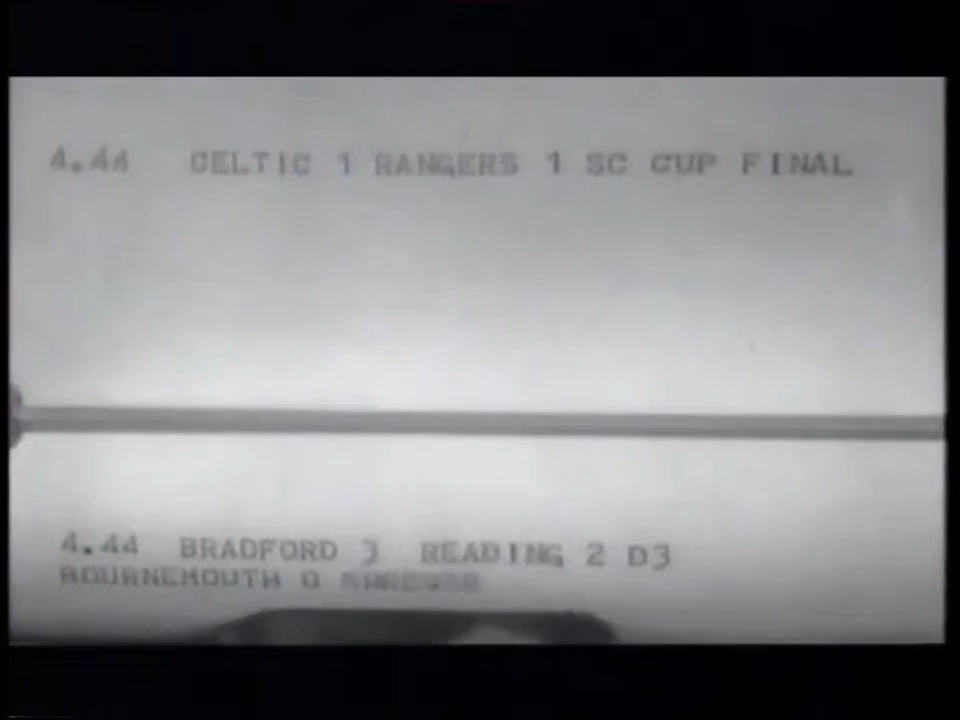 4.44 CELTIC 1 RANGERS 1 SC CUP FINAL
4.44 BRADFORD 3 READING 2 D3
BOURNEMOUTH 0